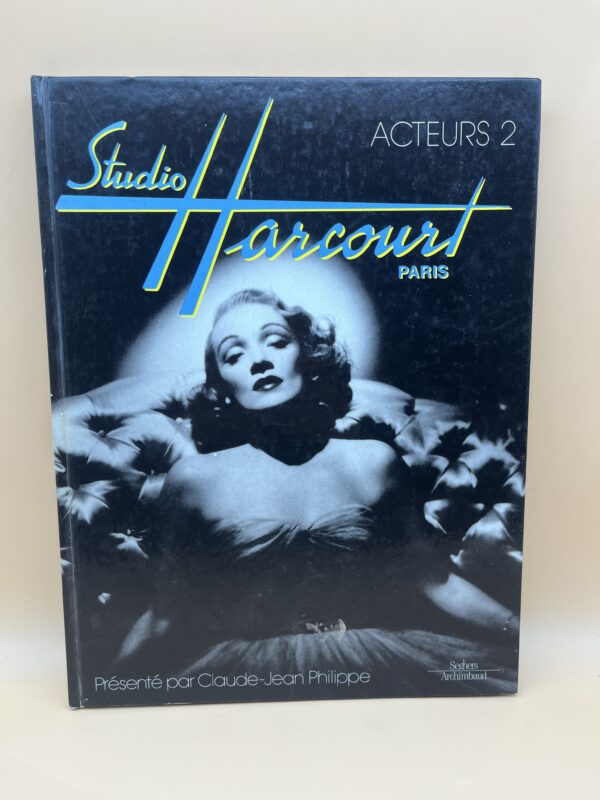 ACTEURS 2
Studio
Harcourt
PARIS
Présenté par Claude-Jean Philippe
Seghers
Archimbaud